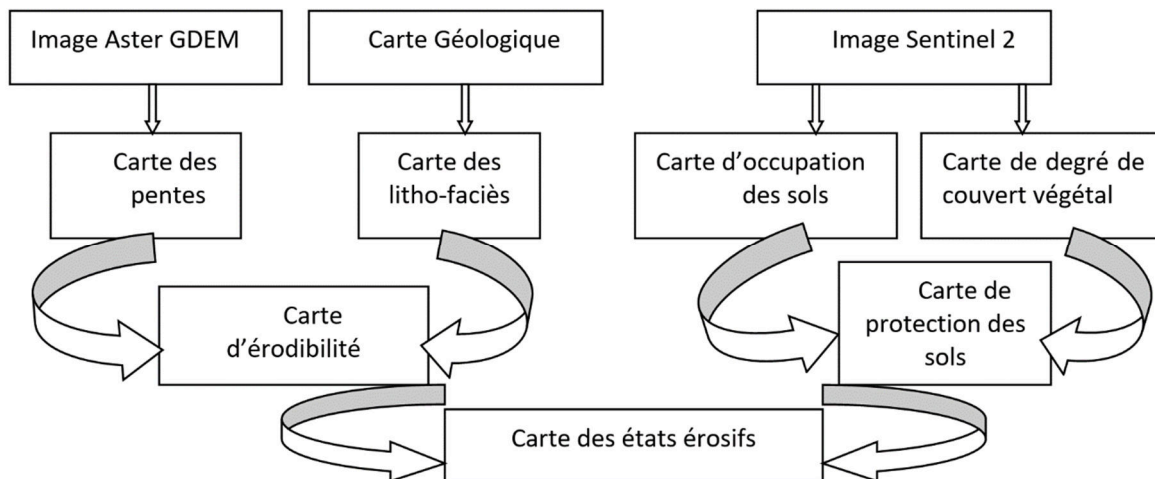 Image Aster GDEM
Carte Géologique
Image Sentinel 2
Carte des
pentes
Carte des
litho-faciès
Carte d’occupation
des sols
Carte de degré de
couvert végétal
Carte
d’érodibilité
Carte de
protection des
sols
Carte des états érosifs